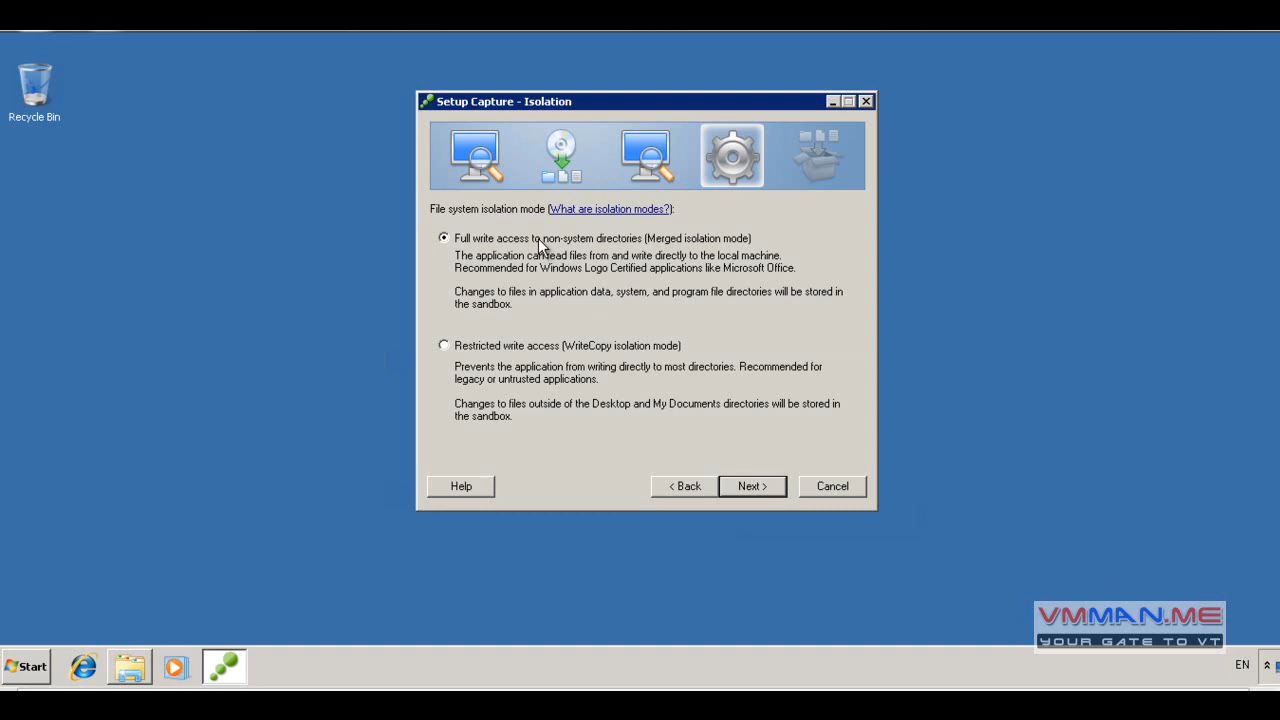 Recycle Bin
Setup Capture - Isolation
File system isolation mode (What are isolation modes?):
Full write access to non-system directories (Merged isolation mode)
The application can read files from and write directly to the local machine.
Recommended for Windows Logo Certified applications like Microsoft Office.
Changes to files in application data, system, and program file directories will be stored in
the sandbox.
Restricted write access (WriteCopy isolation mode)
Prevents the application from writing directly to most directories. Recommended for
legacy or untrusted applications.
Changes to files outside of the Desktop and My Documents directories will be stored in
the sandbox.
Help
< Back
Next >
Cancel
VMMAN.ME
YOUR GATE TO VT
Start
EN